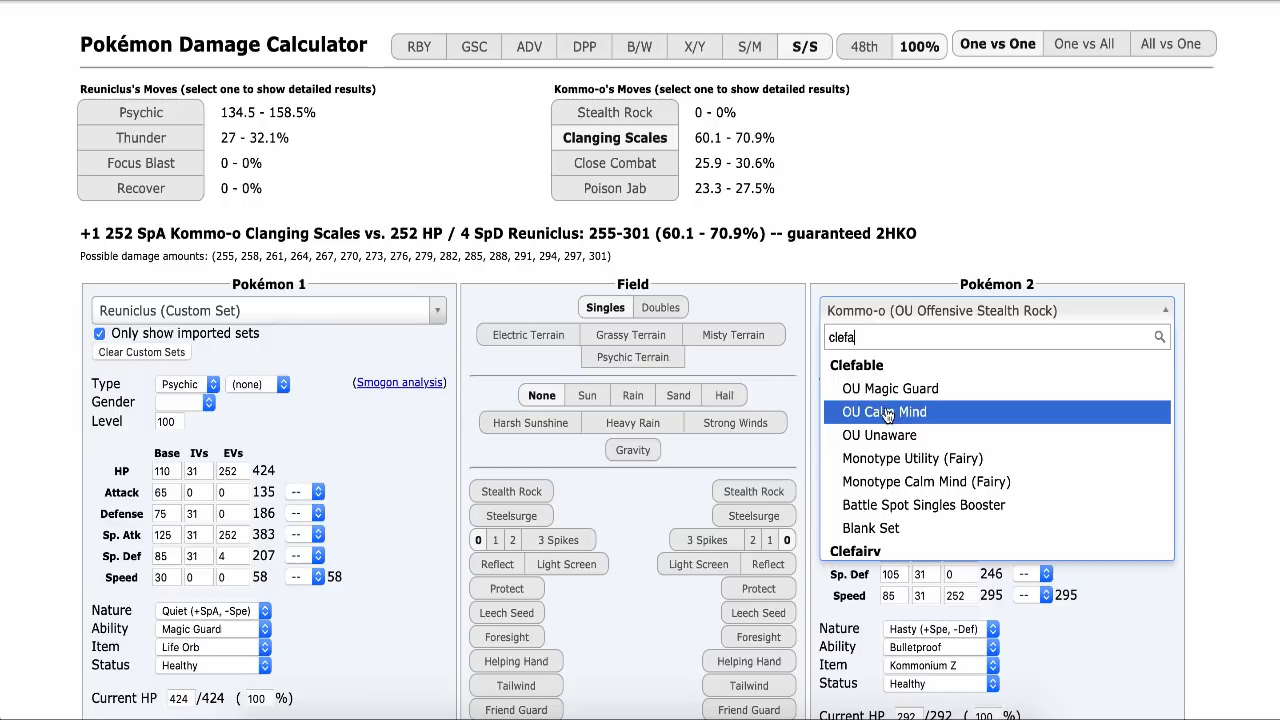 Pokémon Damage Calculator
RBY GSC ADV DPP B/W X/Y S/M S/S 48th 100% One vs One One vs All All vs One
Reuniclus's Moves (select one to show detailed results)
Psychic 134.5 - 158.5%
Thunder 27 - 32.1%
Focus Blast 0 - 0%
Recover 0 - 0%
Kommo-o's Moves (select one to show detailed results)
Stealth Rock 0 - 0%
Clanging Scales 60.1 - 70.9%
Close Combat 25.9 - 30.6%
Poison Jab 23.3 - 27.5%
+1 252 SpA Kommo-o Clanging Scales vs. 252 HP / 4 SpD Reuniclus: 255-301 (60.1 - 70.9%) -- guaranteed 2HKO
Possible damage amounts: (255, 258, 261, 264, 267, 270, 273, 276, 279, 282, 285, 288, 291, 294, 297, 301)
Pokémon 1
Reuniclus (Custom Set)
Only show imported sets
Clear Custom Sets
Type Psychic (none) (Smogon analysis)
Gender
Level 100
Base IVs EVs
HP 110 31 252 424
Attack 65 0 0 135 --
Defense 75 31 0 186 --
Sp. Atk 125 31 252 383 --
Sp. Def 85 31 4 207 --
Speed 30 0 0 58 -- 58
Nature Quiet (+SpA, -Spe)
Ability Magic Guard
Item Life Orb
Status Healthy
Current HP 424 /424 ( 100 %)
Field
Singles Doubles
Electric Terrain Grassy Terrain Misty Terrain
Psychic Terrain
None Sun Rain Sand Hail
Harsh Sunshine Heavy Rain Strong Winds
Gravity
Stealth Rock Stealth Rock
Steelsurge Steelsurge
0 1 2 3 Spikes 3 Spikes 2 1 0
Reflect Light Screen Light Screen Reflect
Protect Protect
Leech Seed Leech Seed
Foresight Foresight
Helping Hand Helping Hand
Tailwind Tailwind
Friend Guard Friend Guard
Pokémon 2
Kommo-o (OU Offensive Stealth Rock)
clefa
Clefable
OU Magic Guard
OU Calm Mind
OU Unaware
Monotype Utility (Fairy)
Monotype Calm Mind (Fairy)
Battle Spot Singles Booster
Blank Set
Clefairy
Sp. Def 105 31 0 246 --
Speed 85 31 252 295 -- 295
Nature Hasty (+Spe, -Def)
Ability Bulletproof
Item Kommonium Z
Status Healthy
Current HP 292 /292 ( 100 %)